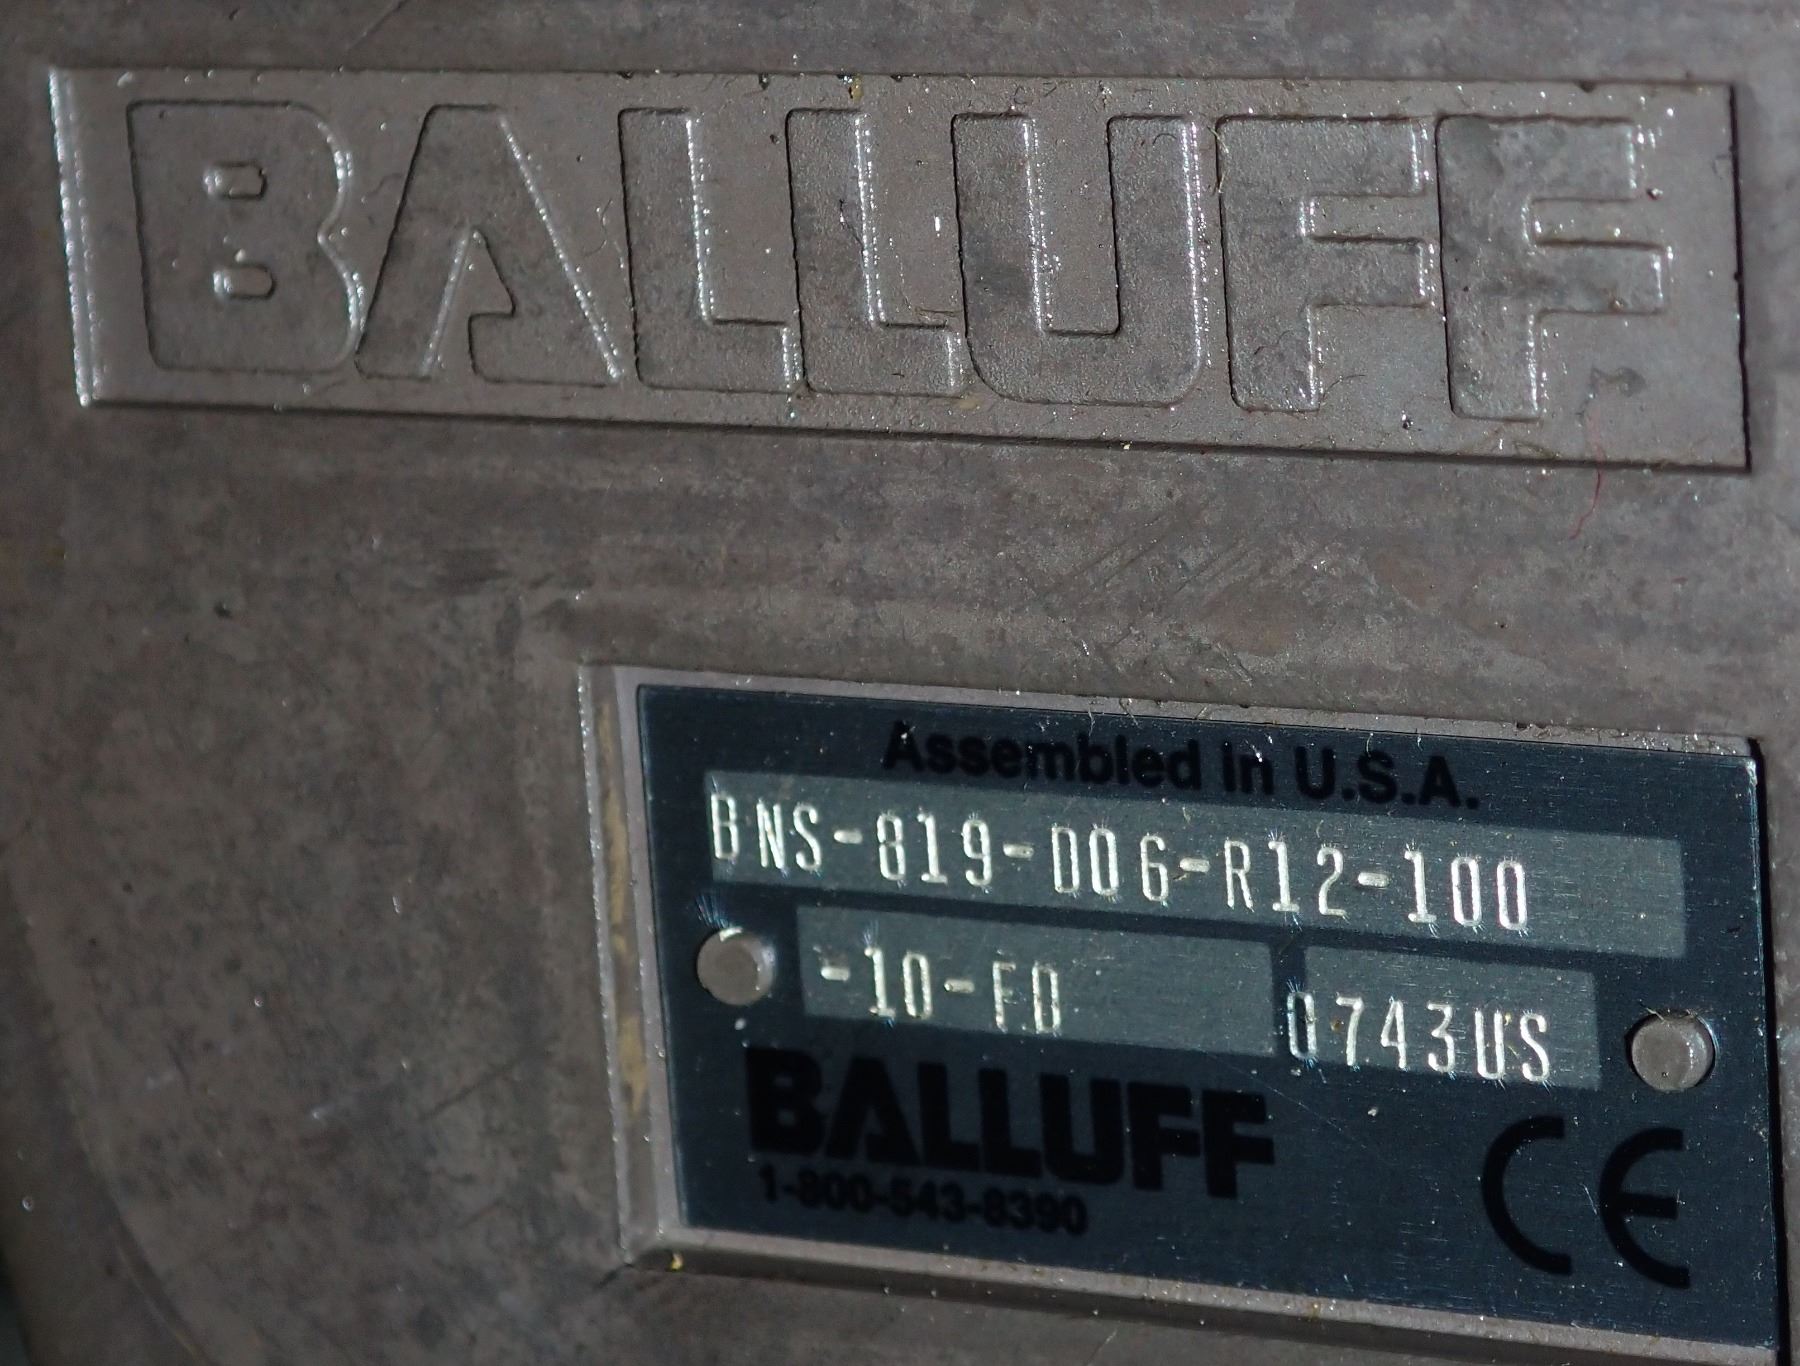 BALLUFF
Assembled in U.S.A.
BNS-819-D06-R12-100
-10-FD
0743US
BALLUFF
1-800-543-8390
CE